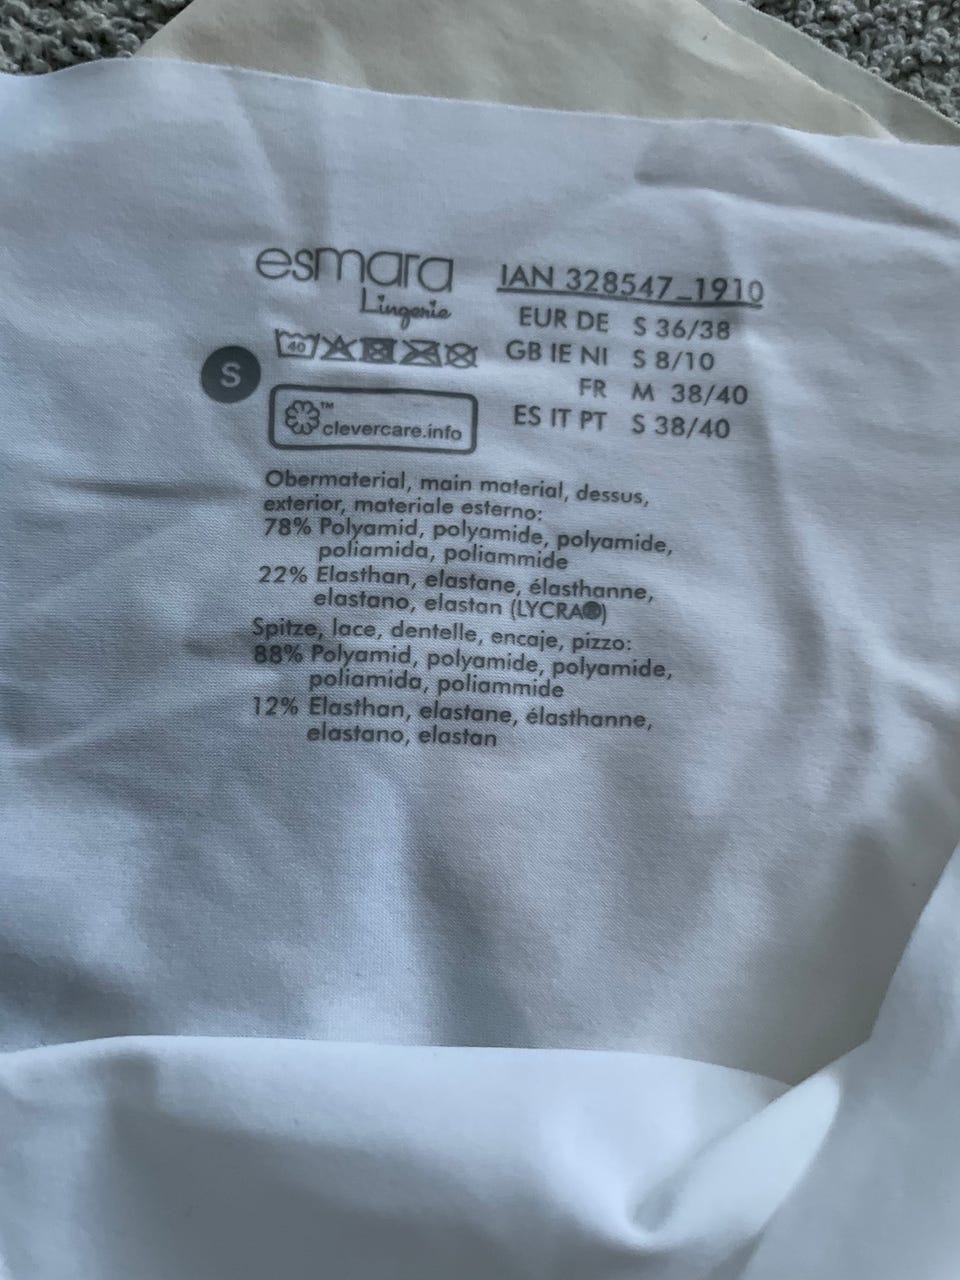 esmara
Lingerie
40
S
™
clevercare.info
IAN 328547_1910
EUR DE S 36/38
GB IE NI S 8/10
FR M 38/40
ES IT PT S 38/40
Obermaterial, main material, dessus,
exterior, materiale esterno:
78% Polyamid, polyamide, polyamide,
poliamida, poliammide
22% Elasthan, elastane, élasthanne,
elastano, elastan (LYCRA®)
Spitze, lace, dentelle, encaje, pizzo:
88% Polyamid, polyamide, polyamide,
poliamida, poliammide
12% Elasthan, elastane, élasthanne,
elastano, elastan